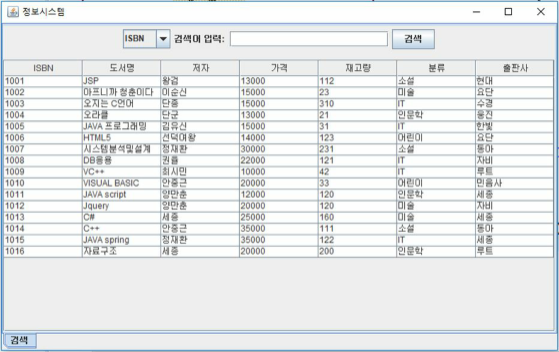 정보시스템
ISBN 검색어 입력: 검색
ISBN 도서명 저자 가격 재고량 분류 출판사
1001 JSP 왕검 13000 112 소설 현대
1002 아프니까 청춘이다 이순신 15000 23 미술 요단
1003 오지는 C언어 단종 15000 310 IT 수경
1004 오라클 단군 13000 21 인문학 웅진
1005 JAVA 프로그래밍 김유신 15000 31 IT 한빛
1006 HTML5 선덕여왕 14000 123 어린이 요단
1007 시스템분석및설계 정재환 30000 231 소설 동아
1008 DB응용 권율 22000 121 IT 자비
1009 VC++ 최시민 10000 42 IT 루트
1010 VISUAL BASIC 안중근 20000 33 어린이 민음사
1011 JAVA script 양만춘 12000 120 인문학 세종
1012 Jquery 양만춘 20000 120 미술 자비
1013 C# 세종 25000 160 미술 세종
1014 C++ 안중근 35000 111 소설 동아
1015 JAVA spring 정재환 35000 122 IT 세종
1016 자료구조 세종 20000 200 인문학 루트
검색